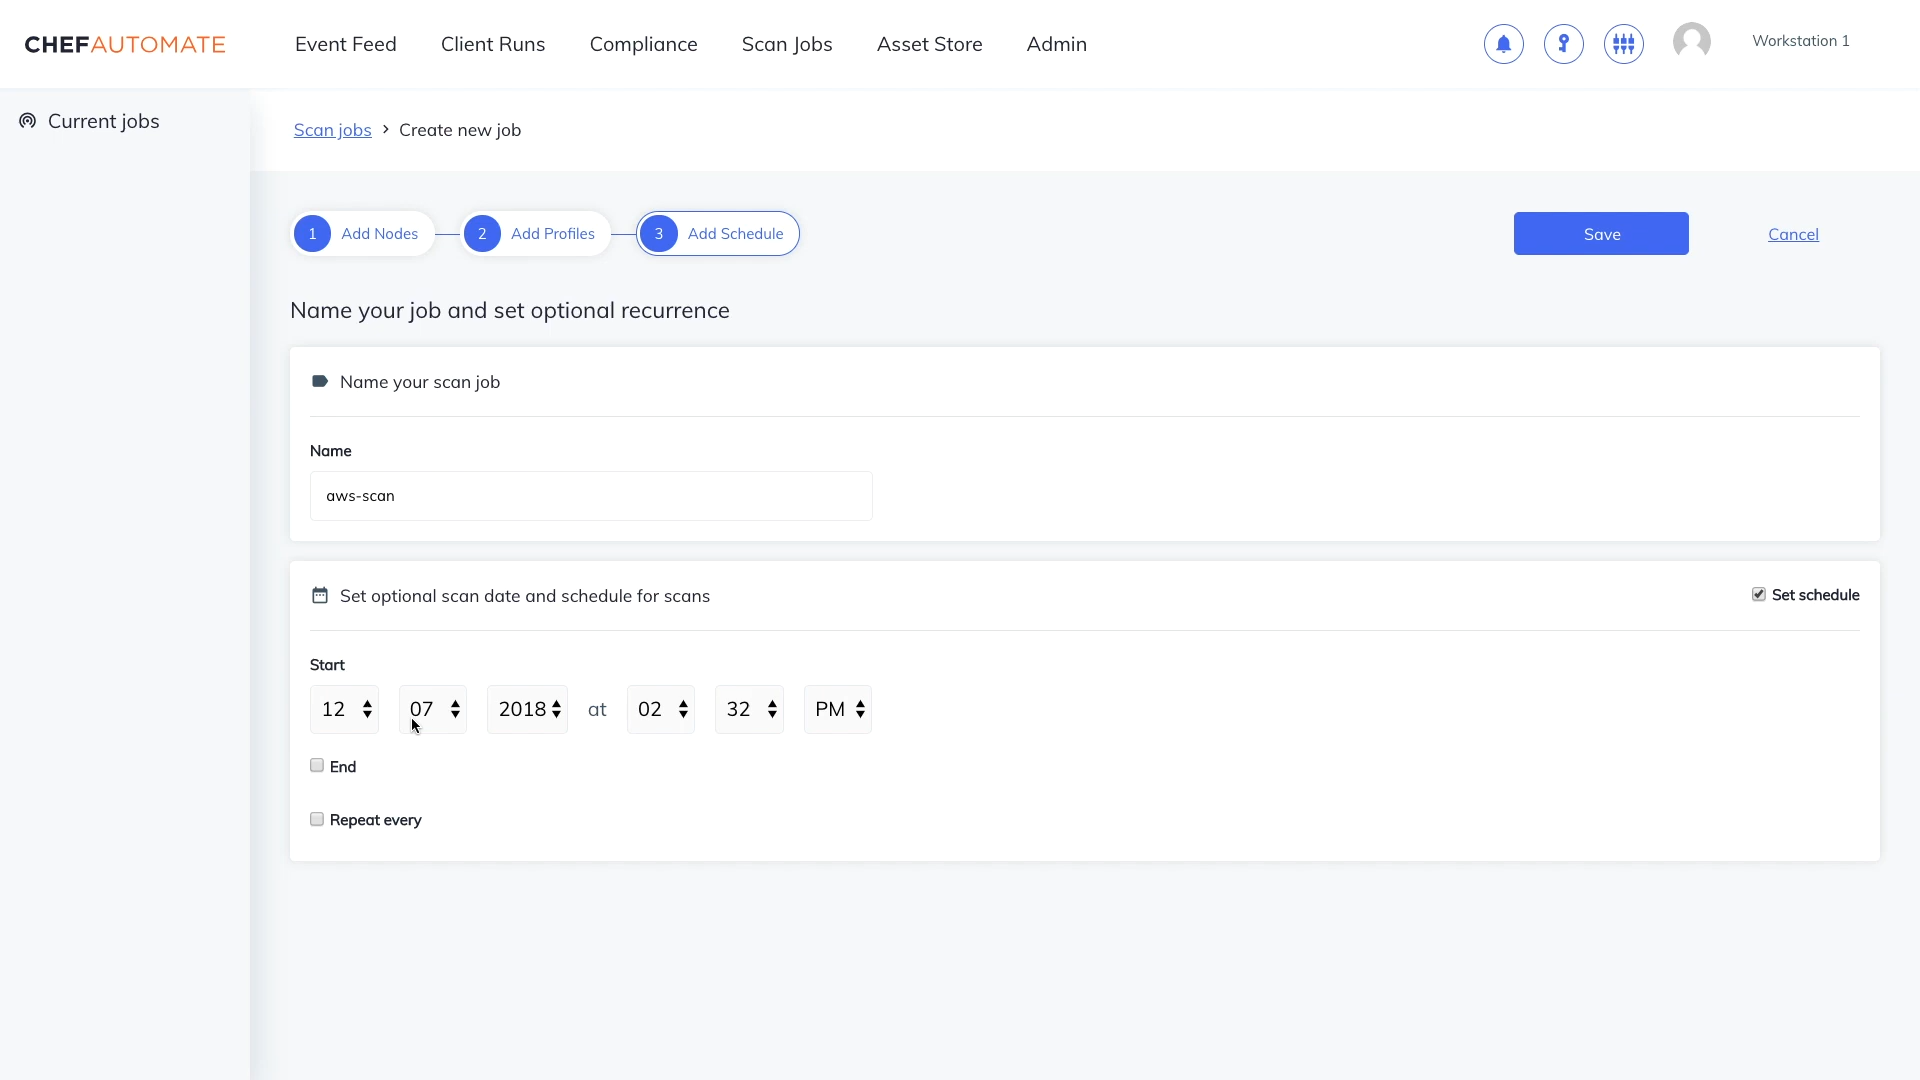 CHEFAUTOMATE Event Feed Client Runs Compliance Scan Jobs Asset Store Admin Workstation 1
Current jobs
Scan jobs > Create new job
1 Add Nodes 2 Add Profiles 3 Add Schedule Save Cancel
Name your job and set optional recurrence
Name your scan job
Name
aws-scan
Set optional scan date and schedule for scans Set schedule
Start
12 07 2018 at 02 32 PM
End
Repeat every